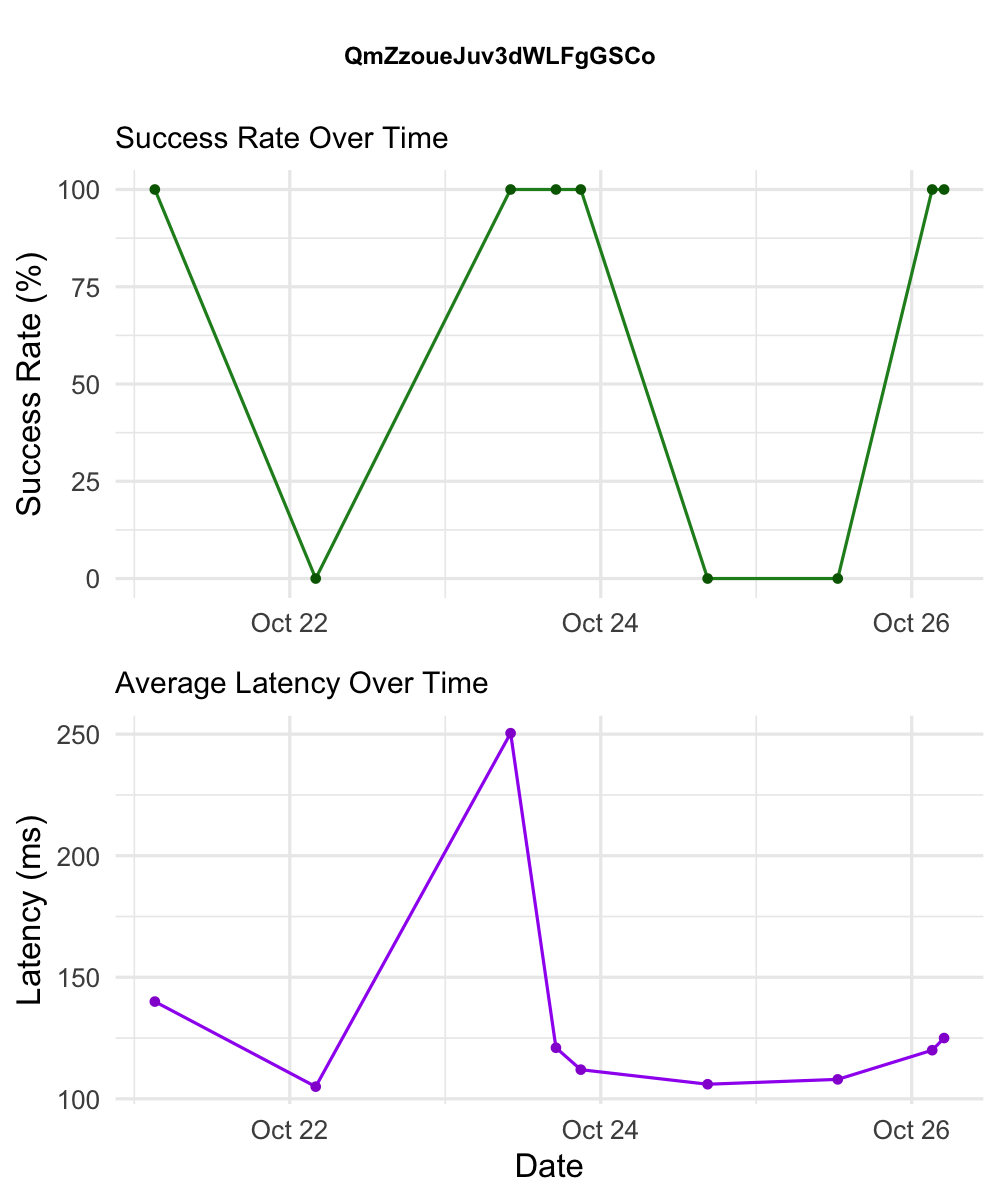 QmZzoueJuv3dWLFgGSCo
Success Rate Over Time
Success Rate (%)
100
75
50
25
0
Oct 22 Oct 24 Oct 26
Average Latency Over Time
Latency (ms)
250
200
150
100
Oct 22 Oct 24 Oct 26
Date